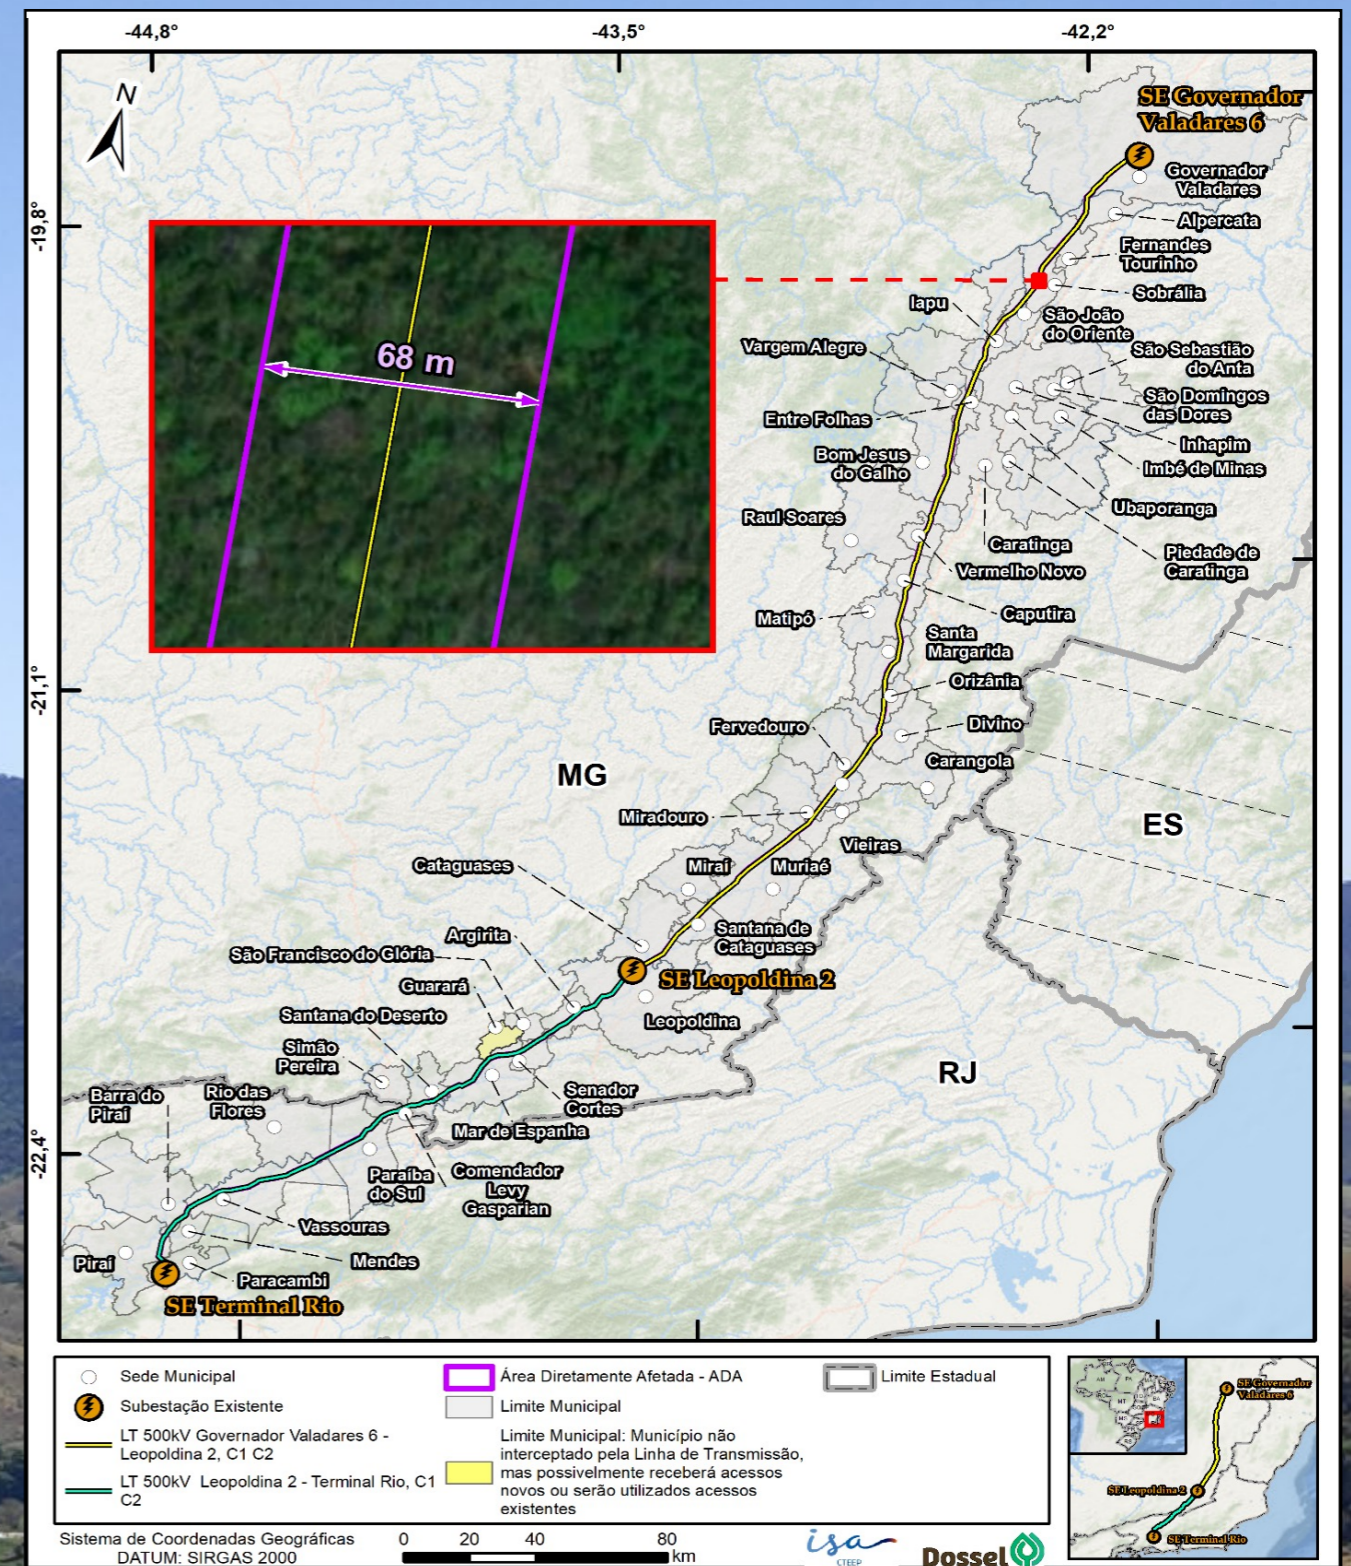 -44,8°
-43,5°
-42,2°
N
-19,8°
-21,1°
-22,4°
68 m
SE Governador
Valadares 6
Governador
Valadares
Alpercata
Fernandes
Tourinho
Sobrália
Iapu
São João
do Oriente
Vargem Alegre
São Sebastião
do Anta
São Domingos
das Dores
Entre Folhas
Inhapim
Bom Jesus
do Galho
Imbé de Minas
Ubaporanga
Raul Soares
Caratinga
Piedade de
Caratinga
Vermelho Novo
Matipó
Caputira
Santa
Margarida
Orizânia
Fervedouro
Divino
Carangola
MG
ES
Miradouro
Vieiras
Cataguases
Miraí
Muriaé
Argirita
Santana de
Cataguases
São Francisco do Glória
SE Leopoldina 2
Guarará
Leopoldina
Santana do Deserto
Simão
Pereira
RJ
Barra do
Piraí
Rio das
Flores
Senador
Cortes
Mar de Espanha
Paraíba
do Sul
Comendador
Levy
Gasparian
Vassouras
Mendes
Piraí
Paracambi
SE Terminal Rio
Sede Municipal
Subestação Existente
LT 500kV Governador Valadares 6 -
Leopoldina 2, C1 C2
LT 500kV Leopoldina 2 - Terminal Rio, C1
C2
Área Diretamente Afetada - ADA
Limite Municipal
Limite Municipal: Município não
interceptado pela Linha de Transmissão,
mas possivelmente receberá acessos
novos ou serão utilizados acessos
existentes
Limite Estadual
SE Governador
Valadares 6
SE Leopoldina 2
SE Terminal Rio
AM
PA
MT
BA
MS
RS
Sistema de Coordenadas Geográficas
DATUM: SIRGAS 2000
0 20 40 80
km
isa
CTEEP
Dossel